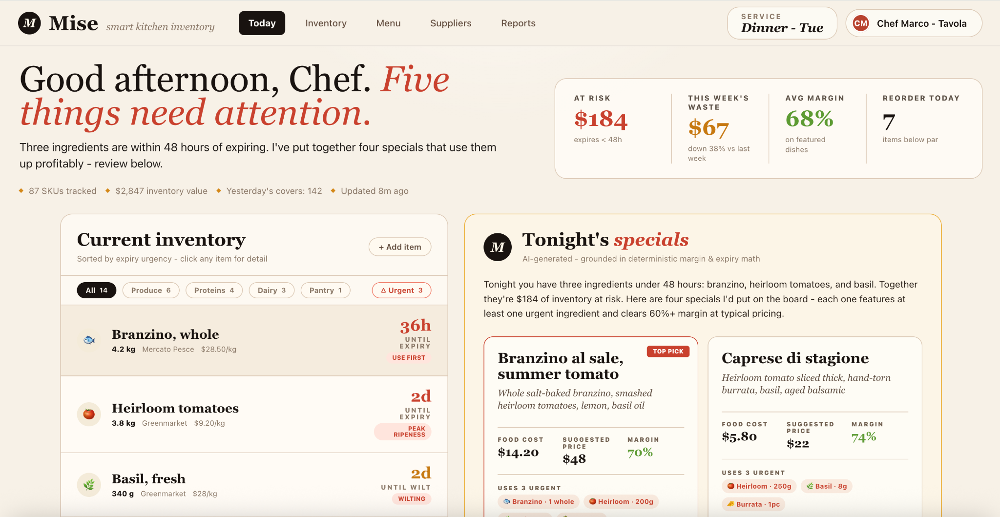 M Mise smart kitchen inventory
Today Inventory Menu Suppliers Reports
SERVICE
Dinner - Tue
CM Chef Marco - Tavola
Good afternoon, Chef. Five
things need attention.
Three ingredients are within 48 hours of expiring. I've put together four specials that use them
up profitably - review below.
87 SKUs tracked
$2,847 inventory value
Yesterday's covers: 142
Updated 8m ago
AT RISK
$184
expires < 48h
THIS WEEK'S
WASTE
$67
down 38% vs last
week
AVG MARGIN
68%
on featured
dishes
REORDER TODAY
7
items below par
Current inventory
Sorted by expiry urgency - click any item for detail
+ Add item
All 14
Produce 6
Proteins 4
Dairy 3
Pantry 1
△ Urgent 3
Branzino, whole
4.2 kg Mercato Pesce $28.50/kg
36h
UNTIL
EXPIRY
USE FIRST
Heirloom tomatoes
3.8 kg Greenmarket $9.20/kg
2d
UNTIL
EXPIRY
PEAK
RIPENESS
Basil, fresh
340 g Greenmarket $28/kg
2d
UNTIL WILT
WILTING
M
Tonight's specials
AI-generated - grounded in deterministic margin & expiry math
Tonight you have three ingredients under 48 hours: branzino, heirloom tomatoes, and basil. Together
they're $184 of inventory at risk. Here are four specials I'd put on the board - each one features at
least one urgent ingredient and clears 60%+ margin at typical pricing.
TOP PICK
Branzino al sale,
summer tomato
Whole salt-baked branzino, smashed
heirloom tomatoes, lemon, basil oil
FOOD COST
$14.20
SUGGESTED
PRICE
$48
MARGIN
70%
USES 3 URGENT
Branzino · 1 whole
Heirloom · 200g
Caprese di stagione
Heirloom tomato sliced thick, hand-torn
burrata, basil, aged balsamic
FOOD COST
$5.80
SUGGESTED
PRICE
$22
MARGIN
74%
USES 3 URGENT
Heirloom · 250g
Basil · 8g
Burrata · 1pc